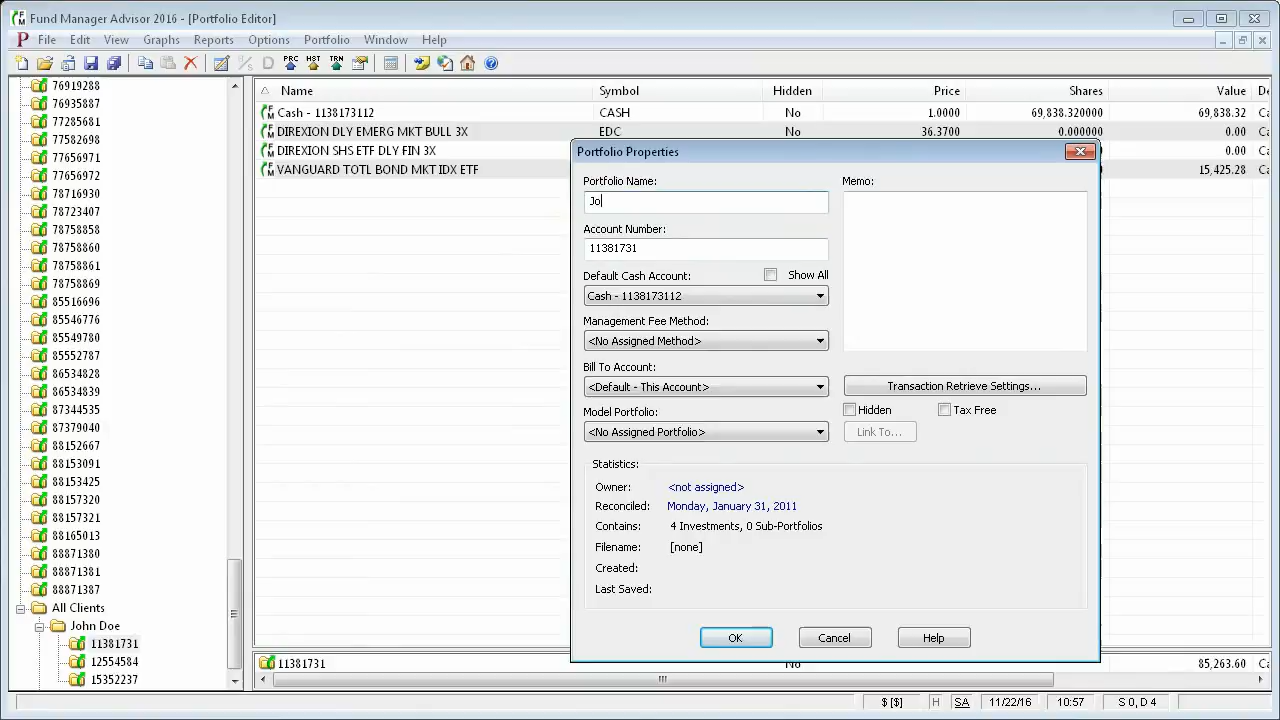 Fund Manager Advisor 2016 - [Portfolio Editor]
File Edit View Graphs Reports Options Portfolio Window Help
PRC HST TRN
76919288
76935887
77285681
77582698
77656971
77656972
78716930
78723407
78758858
78758860
78758861
78758869
85516696
85546776
85549780
85552787
86534828
86534839
87344535
87379040
88152667
88153091
88153425
88157320
88157321
88165013
88871380
88871381
88871387
All Clients
John Doe
11381731
12554584
15352237
Name Symbol Hidden Price Shares Value De
Cash - 1138173112 CASH No 1.0000 69,838.320000 69,838.32 Ca
DIREXION DLY EMERG MKT BULL 3X EDC No 36.3700 0.000000 0.00 Ca
DIREXION SHS ETF DLY FIN 3X 0.00 Ca
VANGUARD TOTL BOND MKT IDX ETF 15,425.28 Ca
Portfolio Properties
Portfolio Name:
Jo
Account Number:
11381731
Default Cash Account: Show All
Cash - 1138173112
Management Fee Method:
<No Assigned Method>
Bill To Account:
<Default - This Account>
Model Portfolio:
<No Assigned Portfolio>
Memo:
Transaction Retrieve Settings...
Hidden Tax Free
Link To...
Statistics:
Owner: <not assigned>
Reconciled: Monday, January 31, 2011
Contains: 4 Investments, 0 Sub-Portfolios
Filename: [none]
Created:
Last Saved:
OK Cancel Help
11381731 No 85,263.60 Ca
$ [$] H SA 11/22/16 10:57 S 0, D 4